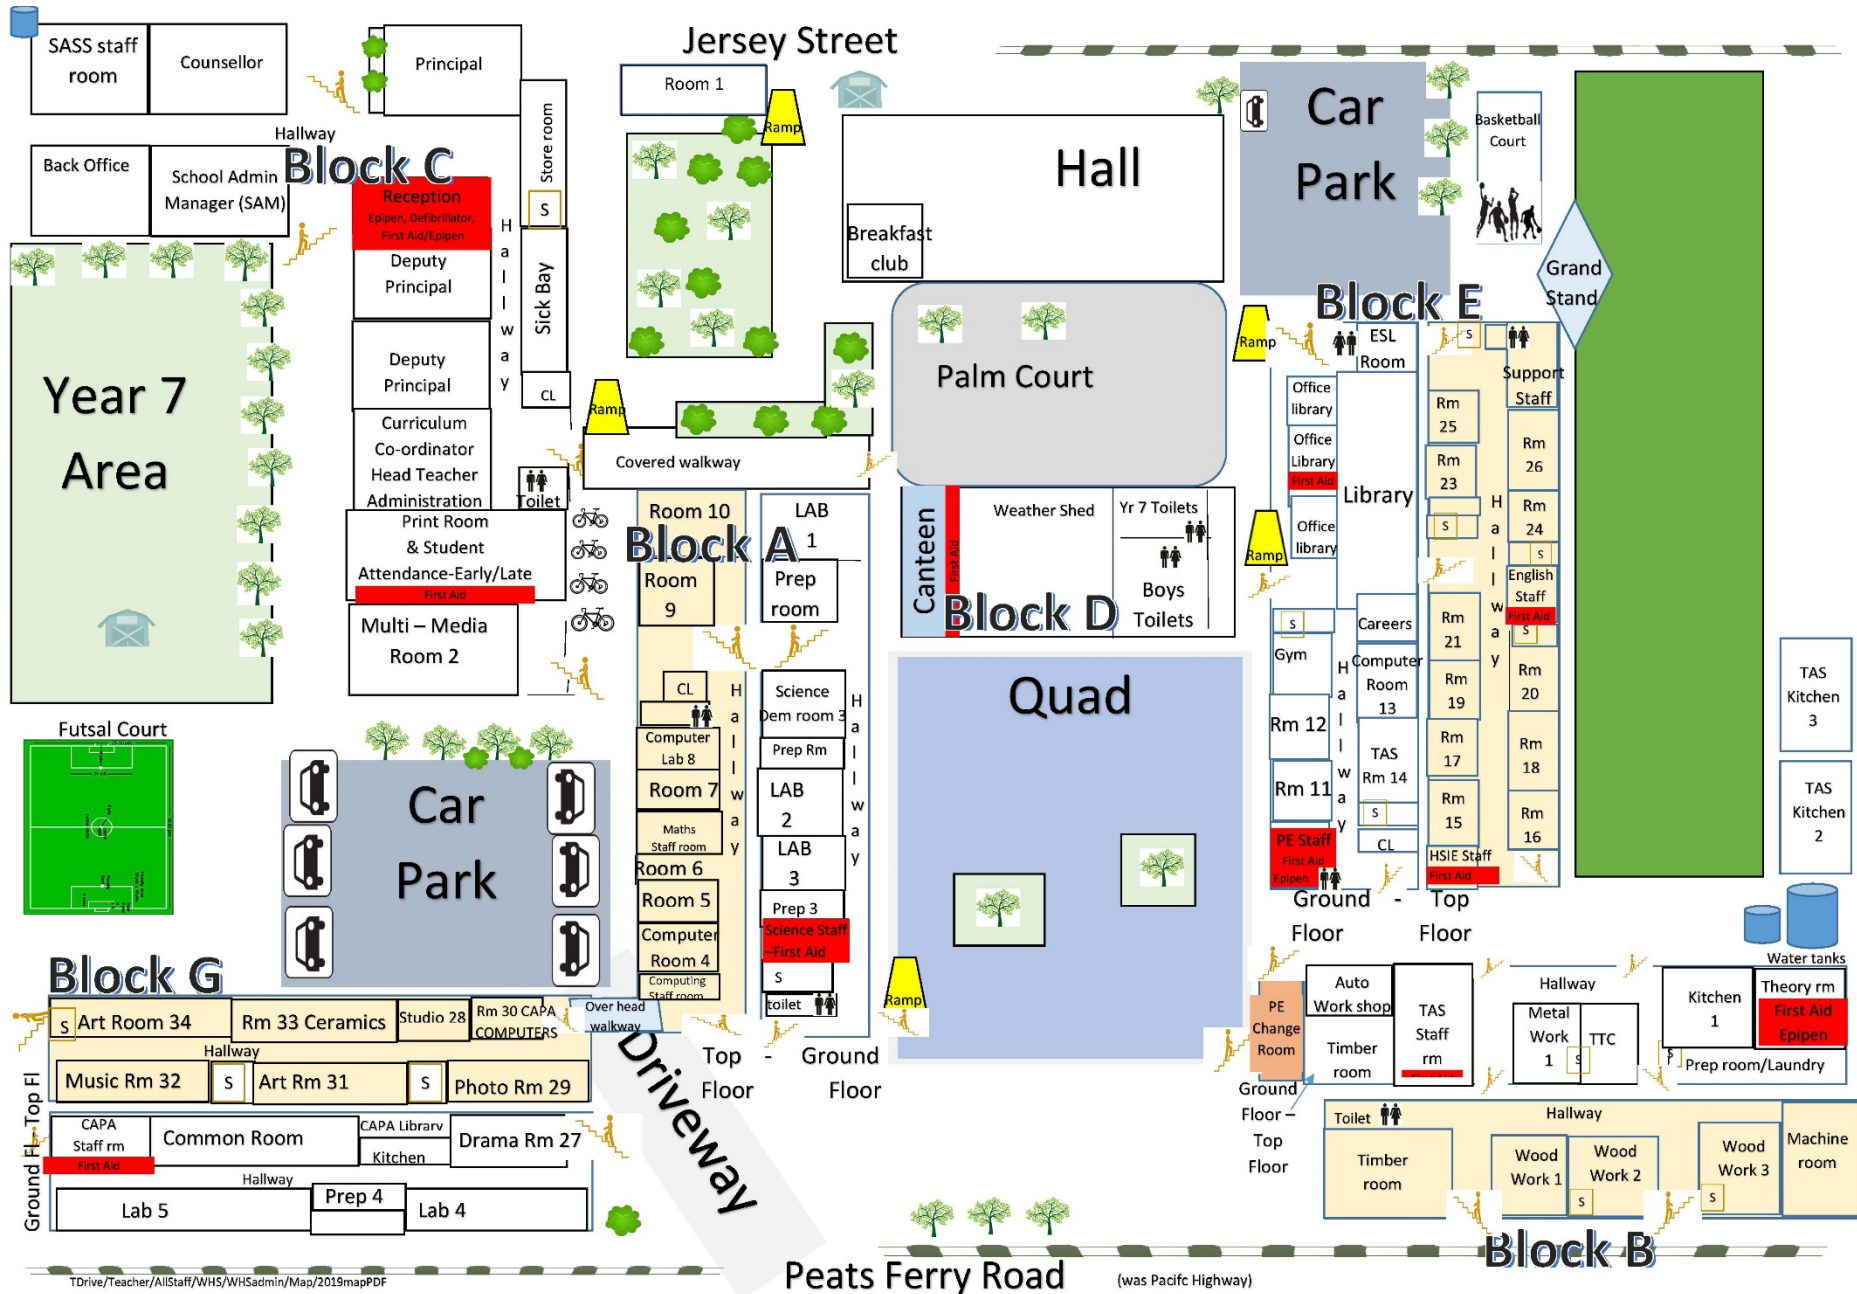 Jersey Street
SASS staff
room
Counsellor
Principal
Hallway
Back Office
School Admin
Manager (SAM)
Block C
Reception
Epipen, Defibrillator,
First Aid/Epipen
Deputy
Principal
Deputy
Principal
Curriculum
Co-ordinator
Head Teacher
Administration
Print Room
& Student
Attendance-Early/Late
First Aid
Multi – Media
Room 2
Hallway
Store room
S
Sick Bay
CL
Toilet
Year 7
Area
Futsal Court
Car
Park
Room 1
Ramp
Ramp
Covered walkway
Hall
Breakfast
club
Palm Court
Car
Park
Basketball
Court
Grand
Stand
Block A
Room 10
Room
9
CL
Computer
Lab 8
Room 7
Maths
Staff room
Room 6
Room 5
Computer
Room 4
Computing
Staff room
Hallway
LAB
1
Prep
room
Science
Dem room 3
Prep Rm
LAB
2
LAB
3
Prep 3
Science Staff
–First Aid
S
toilet
Hallway
Top - Ground
Floor Floor
Ramp
Canteen
First Aid
Weather Shed
Yr 7 Toilets
Boys
Toilets
Block D
Quad
Block E
Ramp
Ramp
ESL
Room
Office
library
Office
Library
First Aid
Office
library
Library
S
Gym
Careers
Computer
Room
13
Rm 12
Rm 11
TAS
Rm 14
S
CL
PE Staff
First Aid
Epipen
Hallway
S
Support
Staff
Rm
25
Rm
26
Rm
23
Rm
24
S
S
English
Staff
First Aid
S
Rm
21
Rm
20
Rm
19
Rm
17
Rm
18
Rm
15
Rm
16
HSIE Staff
First Aid
Hallway
Ground - Top
Floor Floor
TAS
Kitchen
3
TAS
Kitchen
2
Water tanks
PE
Change
Room
Auto
Work shop
Timber
room
TAS
Staff
rm
Hallway
Metal
Work
1
TTC
S
Kitchen
1
Theory rm
First Aid
Epipen
S
Prep room/Laundry
Ground
Floor –
Top
Floor
Toilet
Hallway
Timber
room
Wood
Work 1
Wood
Work 2
S
Wood
Work 3
S
Machine
room
Block B
Block G
S
Art Room 34
Rm 33 Ceramics
Studio 28
Rm 30 CAPA
COMPUTERS
Over head
walkway
Hallway
Music Rm 32
S
Art Rm 31
S
Photo Rm 29
Ground Fl -Top Fl
CAPA
Staff rm
First Aid
Common Room
CAPA Library
Kitchen
Drama Rm 27
Hallway
Lab 5
Prep 4
Lab 4
Driveway
TDrive/Teacher/AllStaff/WHS/WHSadmin/Map/2019mapPDF
Peats Ferry Road
(was Pacifc Highway)